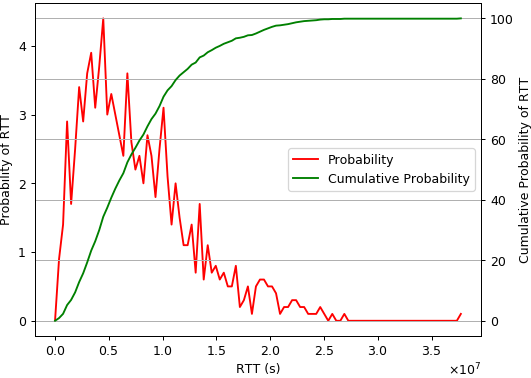 Probability of RTT
4
3
2
1
0
100
80
60
40
20
0
Cumulative Probability of RTT
Probability
Cumulative Probability
0.0 0.5 1.0 1.5 2.0 2.5 3.0 3.5
RTT (s)
×10⁷